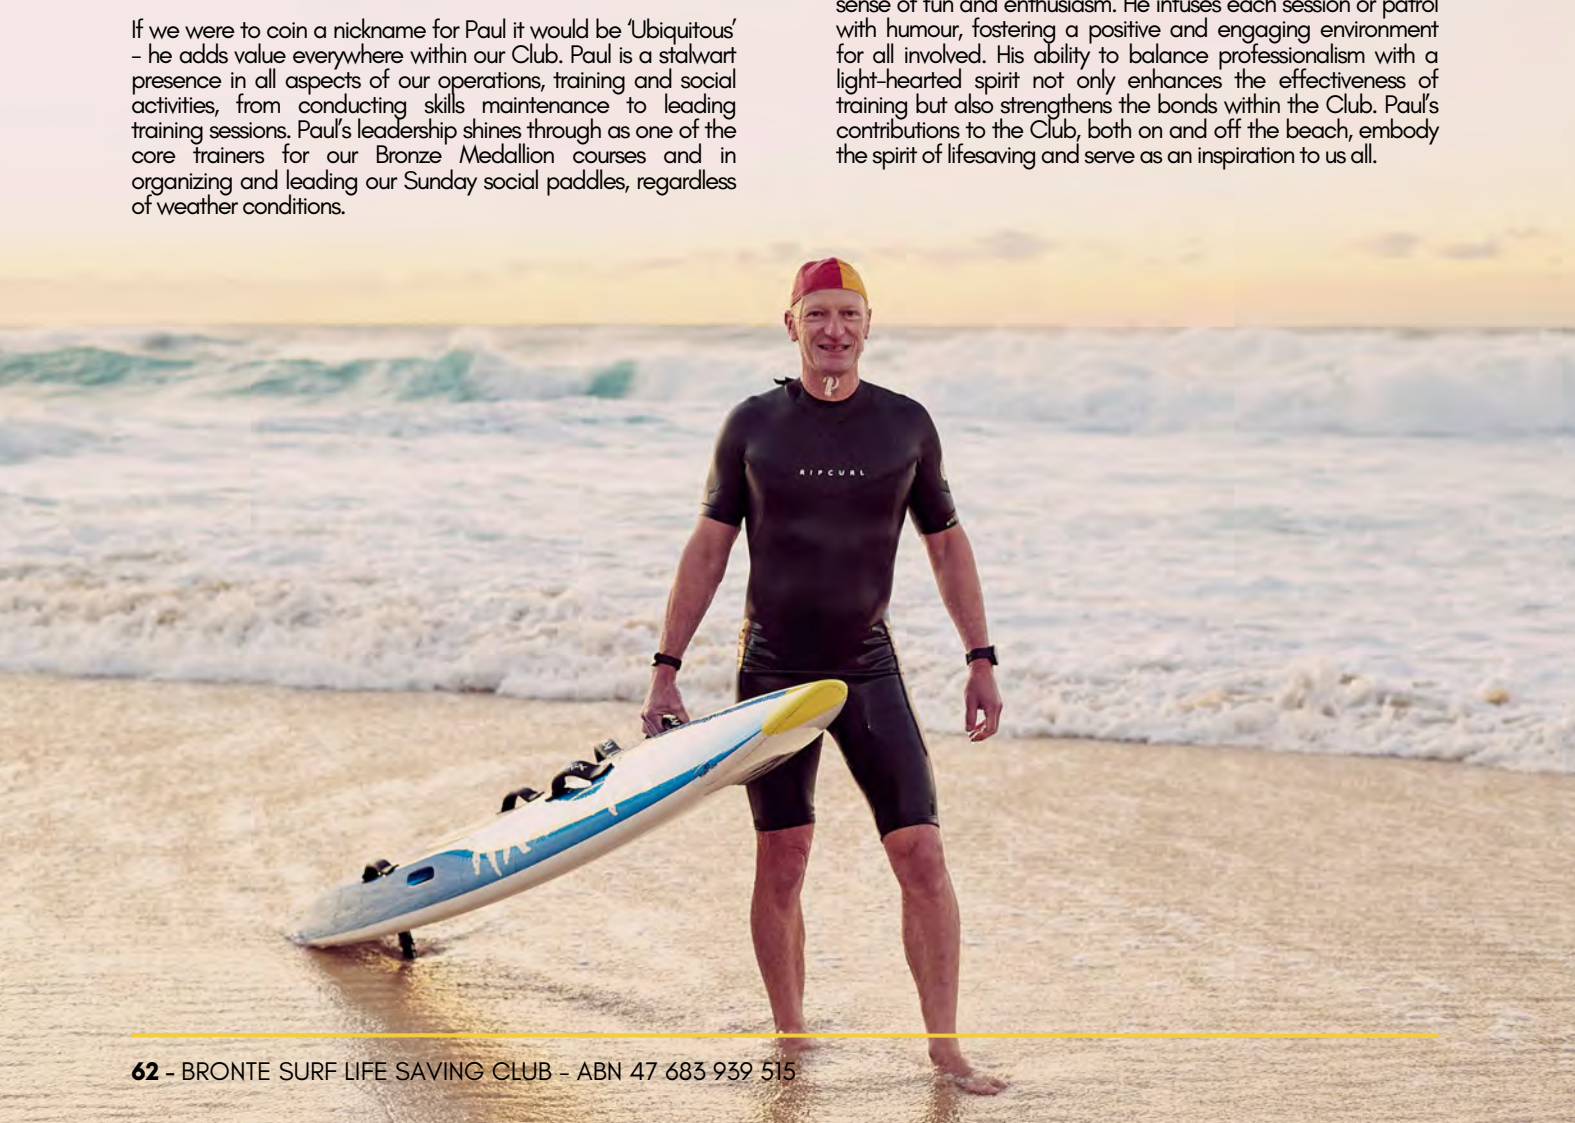 If we were to coin a nickname for Paul it would be ‘Ubiquitous’
– he adds value everywhere within our Club. Paul is a stalwart
presence in all aspects of our operations, training and social
activities, from conducting skills maintenance to leading
training sessions. Paul’s leadership shines through as one of the
core trainers for our Bronze Medallion courses and in
organizing and leading our Sunday social paddles, regardless
of weather conditions.
sense of fun and enthusiasm. He infuses each session or patrol
with humour, fostering a positive and engaging environment
for all involved. His ability to balance professionalism with a
light-hearted spirit not only enhances the effectiveness of
training but also strengthens the bonds within the Club. Paul’s
contributions to the Club, both on and off the beach, embody
the spirit of lifesaving and serve as an inspiration to us all.
RIPCURL
62 - BRONTE SURF LIFE SAVING CLUB - ABN 47 683 939 515